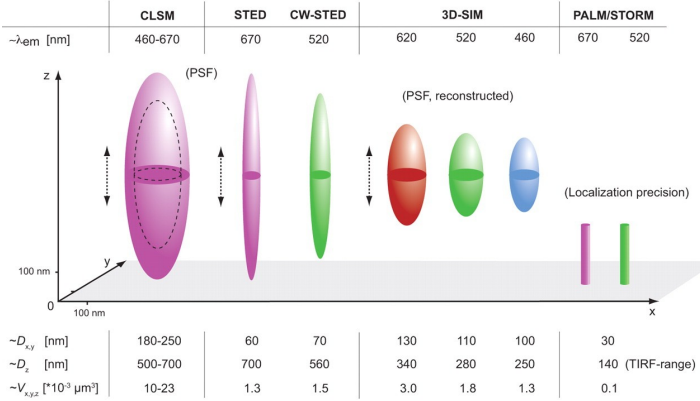 CLSM STED CW-STED 3D-SIM PALM/STORM
~λem [nm] 460-670 670 520 620 520 460 670 520
z
(PSF)
(PSF, reconstructed)
(Localization precision)
y
100 nm
0
100 nm
x
~Dx,y [nm] 180-250 60 70 130 110 100 30
~Dz [nm] 500-700 700 560 340 280 250 140 (TIRF-range)
~Vx,y,z [*10-3 μm3] 10-23 1.3 1.5 3.0 1.8 1.3 0.1